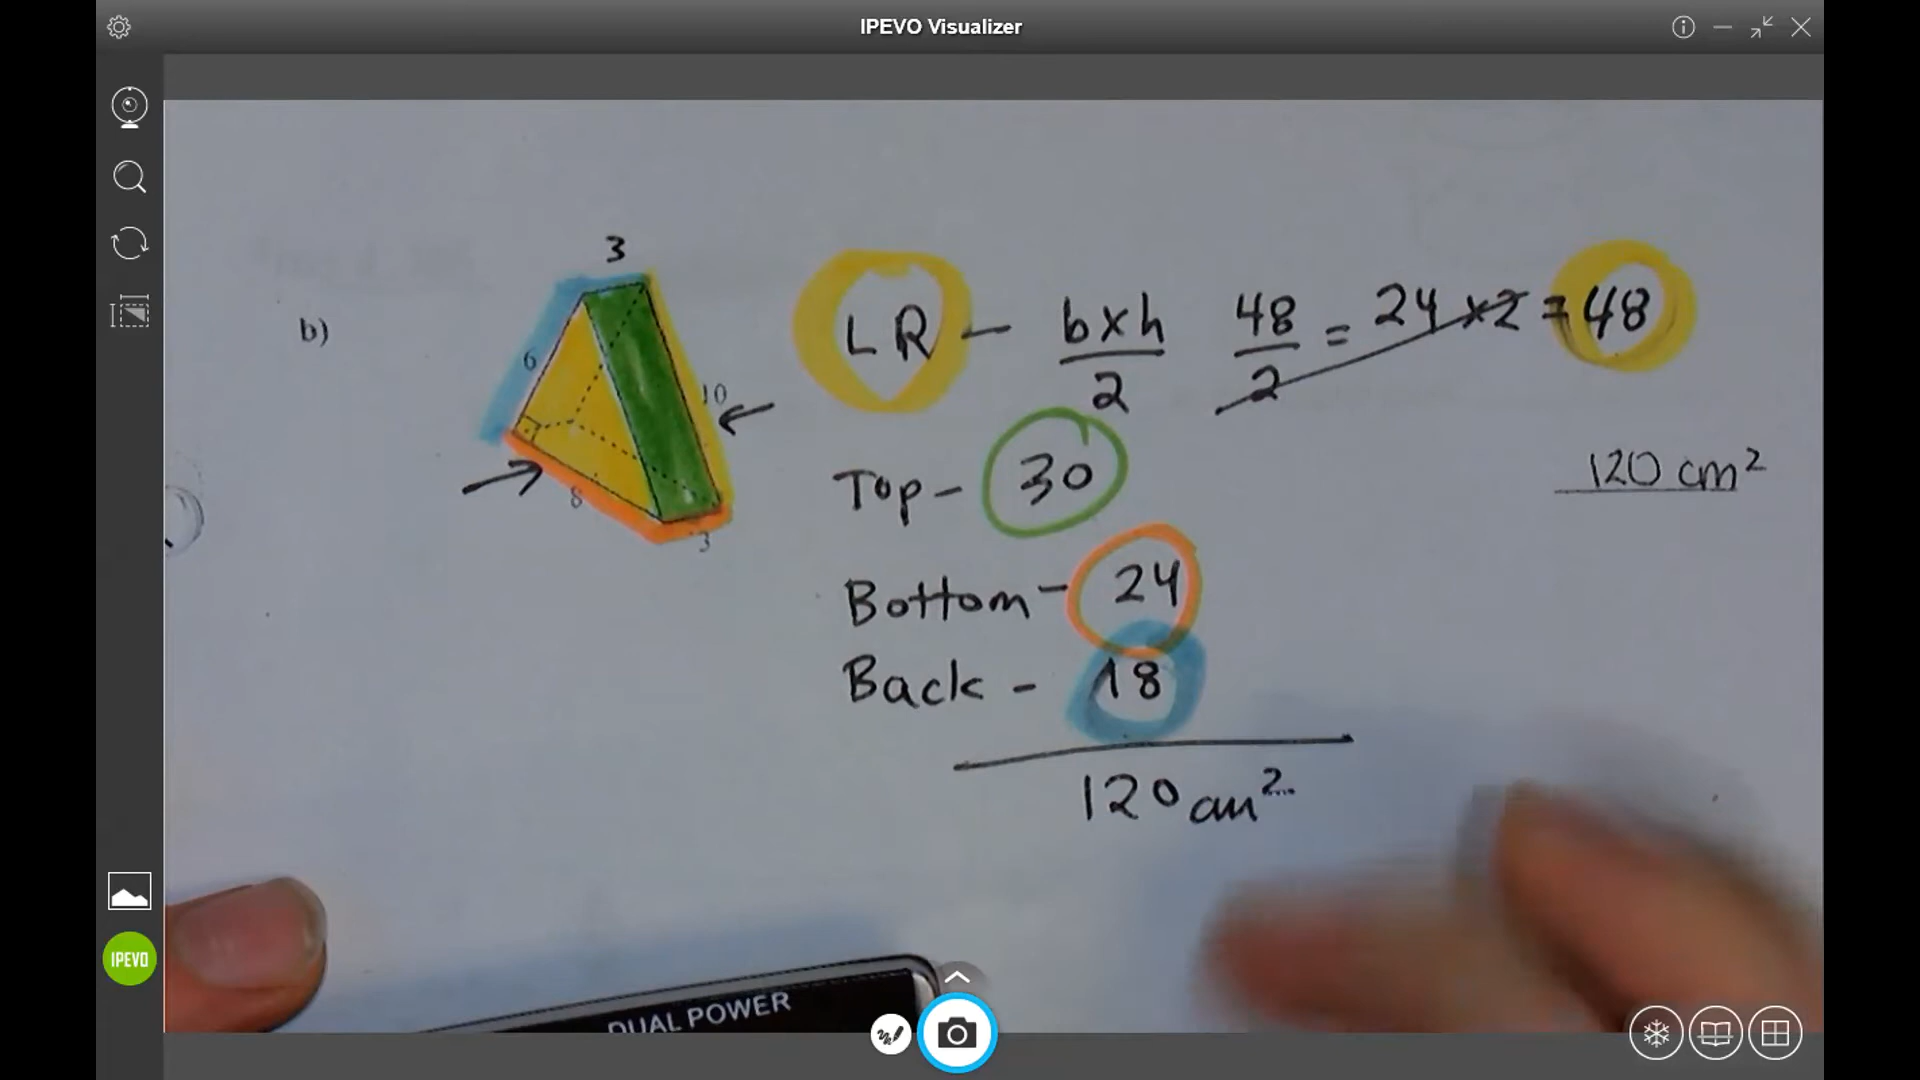 IPEVO Visualizer
3
b)
6
10
8
3
LR - b×h/2 48/2 = 24 ×2 = 48
Top - 30
120 cm²
Bottom - 24
Back - 18
120 cm²
IPEVO
DUAL POWER